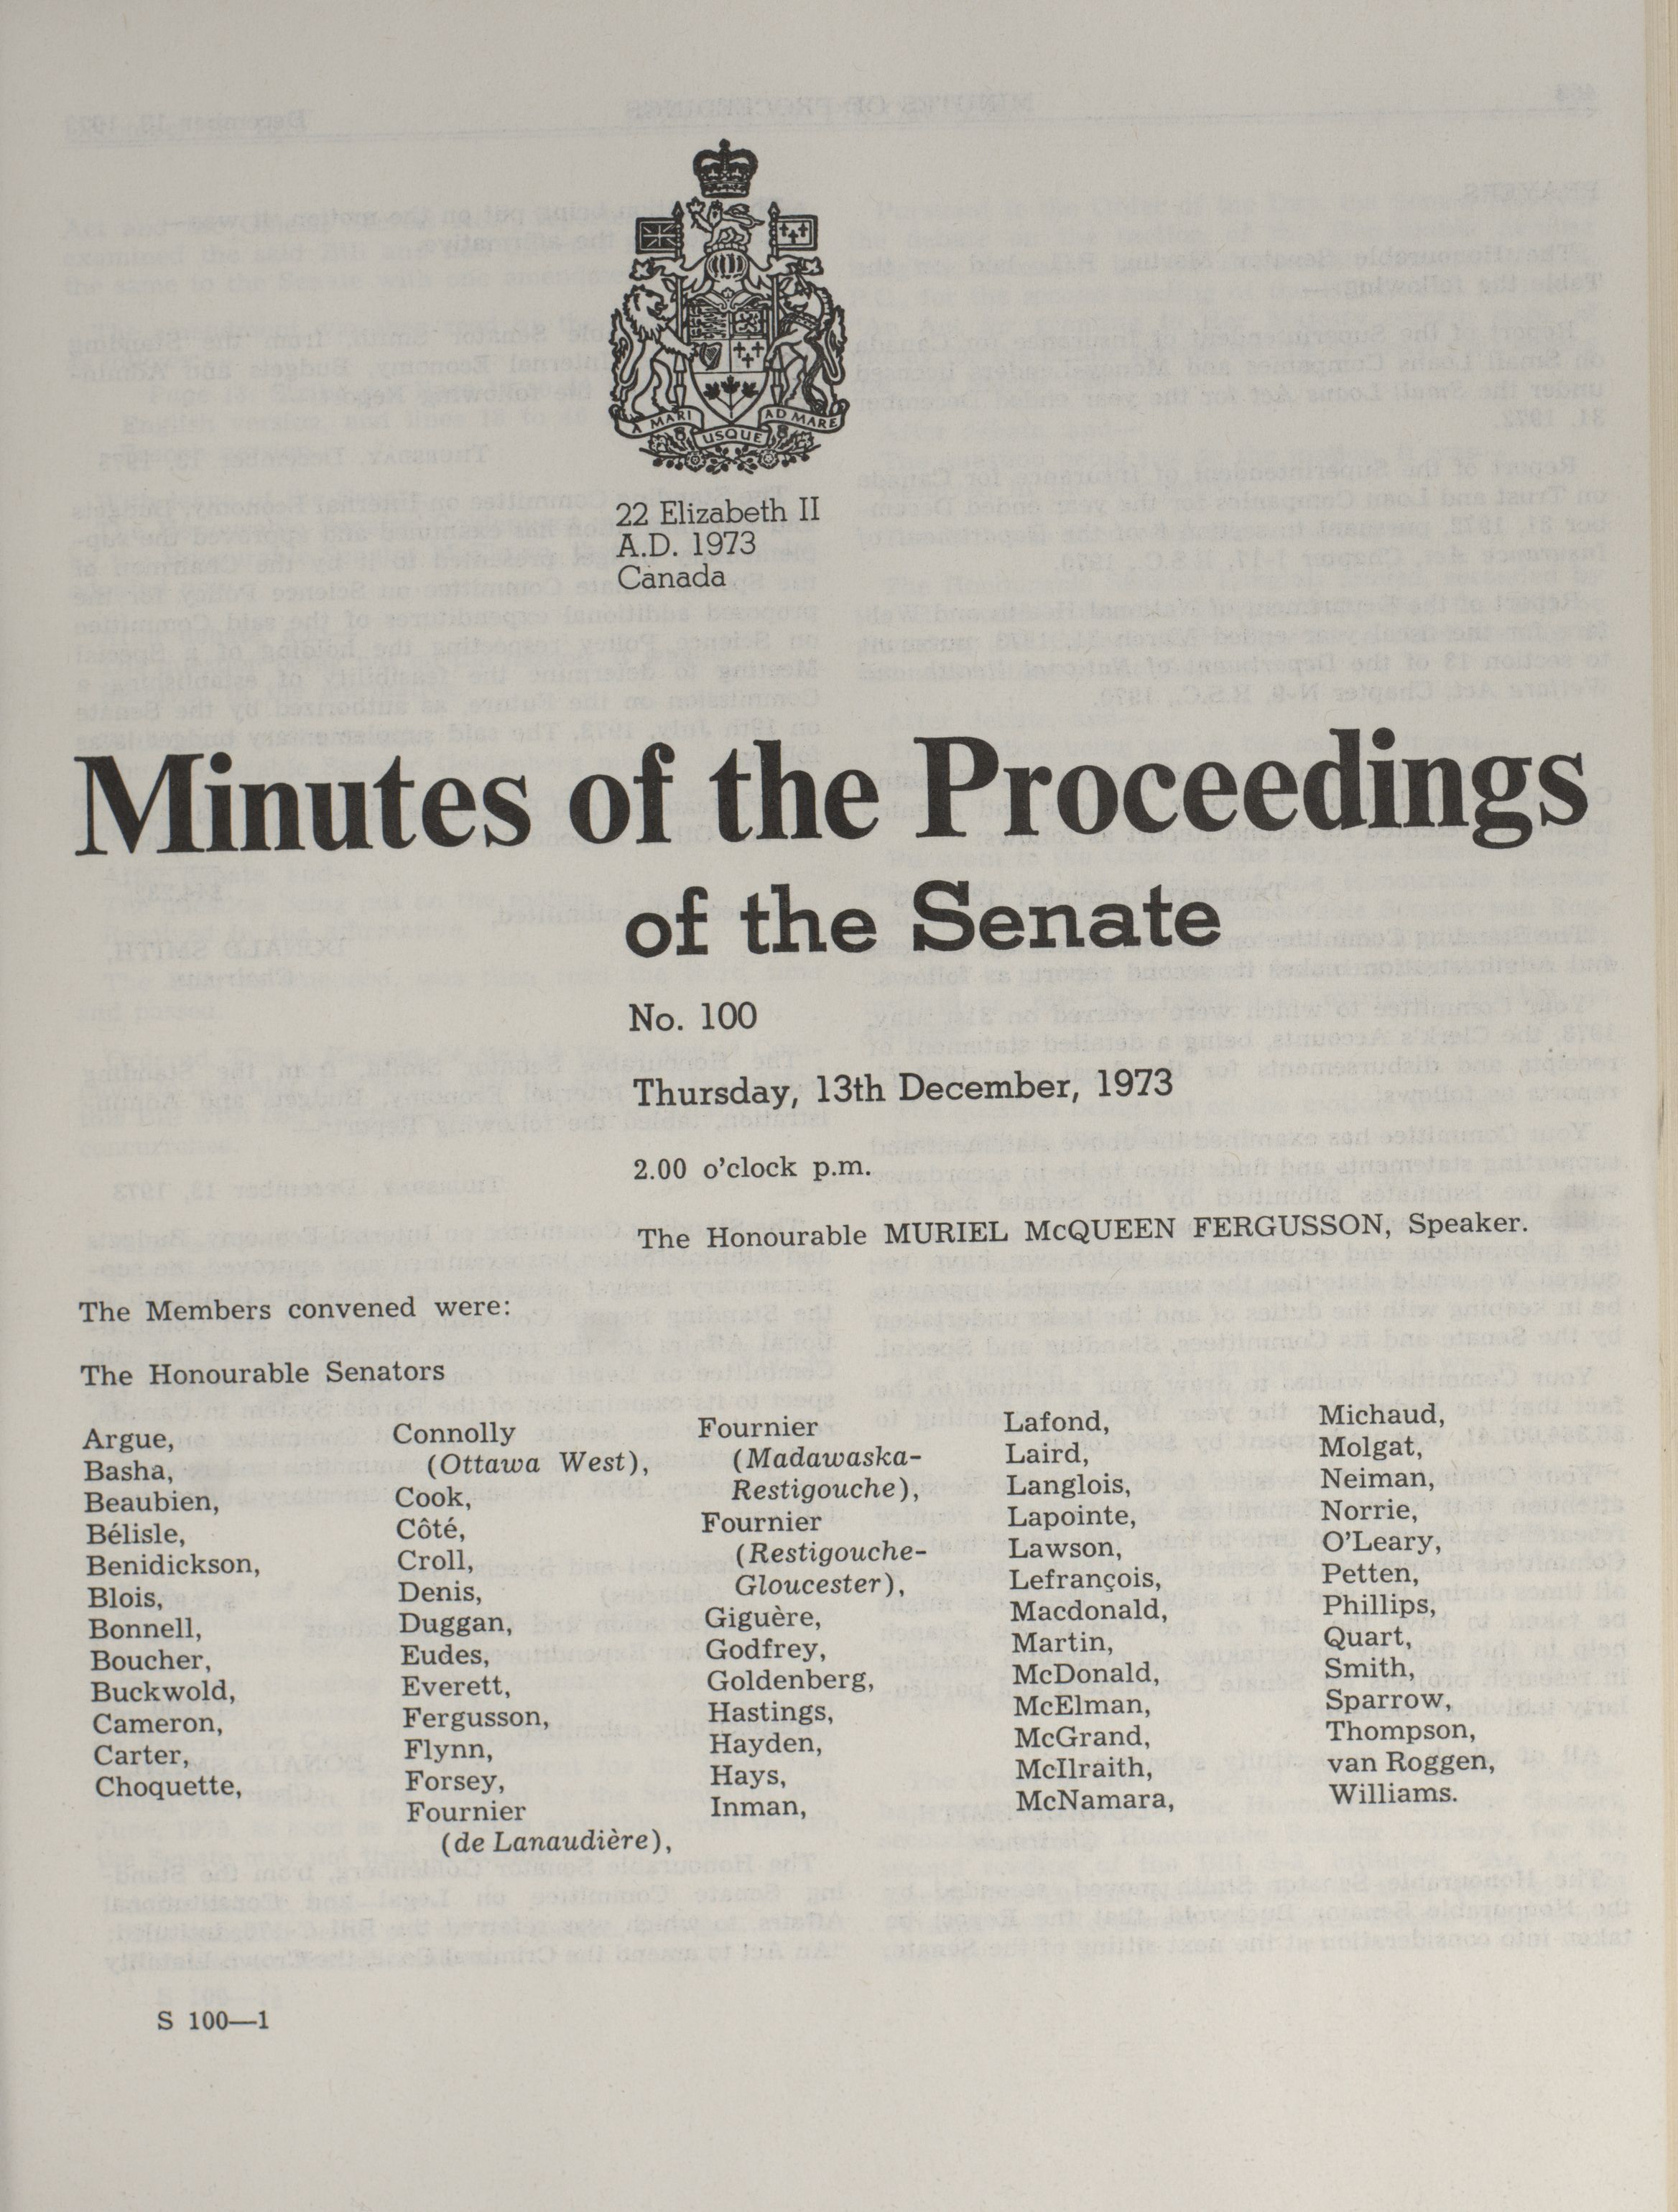 A MARI USQUE AD MARE
22 Elizabeth II
A.D. 1973
Canada
Minutes of the Proceedings
of the Senate
No. 100
Thursday, 13th December, 1973
2.00 o’clock p.m.
The Honourable MURIEL McQUEEN FERGUSSON, Speaker.
The Members convened were:
The Honourable Senators
Argue,
Basha,
Beaubien,
Bélisle,
Benidickson,
Blois,
Bonnell,
Boucher,
Buckwold,
Cameron,
Carter,
Choquette,
Connolly
(Ottawa West),
Cook,
Côté,
Croll,
Denis,
Duggan,
Eudes,
Everett,
Fergusson,
Flynn,
Forsey,
Fournier
(de Lanaudière),
Fournier
(Madawaska-
Restigouche),
Fournier
(Restigouche-
Gloucester),
Giguère,
Godfrey,
Goldenberg,
Hastings,
Hayden,
Hays,
Inman,
Lafond,
Laird,
Langlois,
Lapointe,
Lawson,
Lefrançois,
Macdonald,
Martin,
McDonald,
McElman,
McGrand,
McIlraith,
McNamara,
Michaud,
Molgat,
Neiman,
Norrie,
O’Leary,
Petten,
Phillips,
Quart,
Smith,
Sparrow,
Thompson,
van Roggen,
Williams.
S 100—1